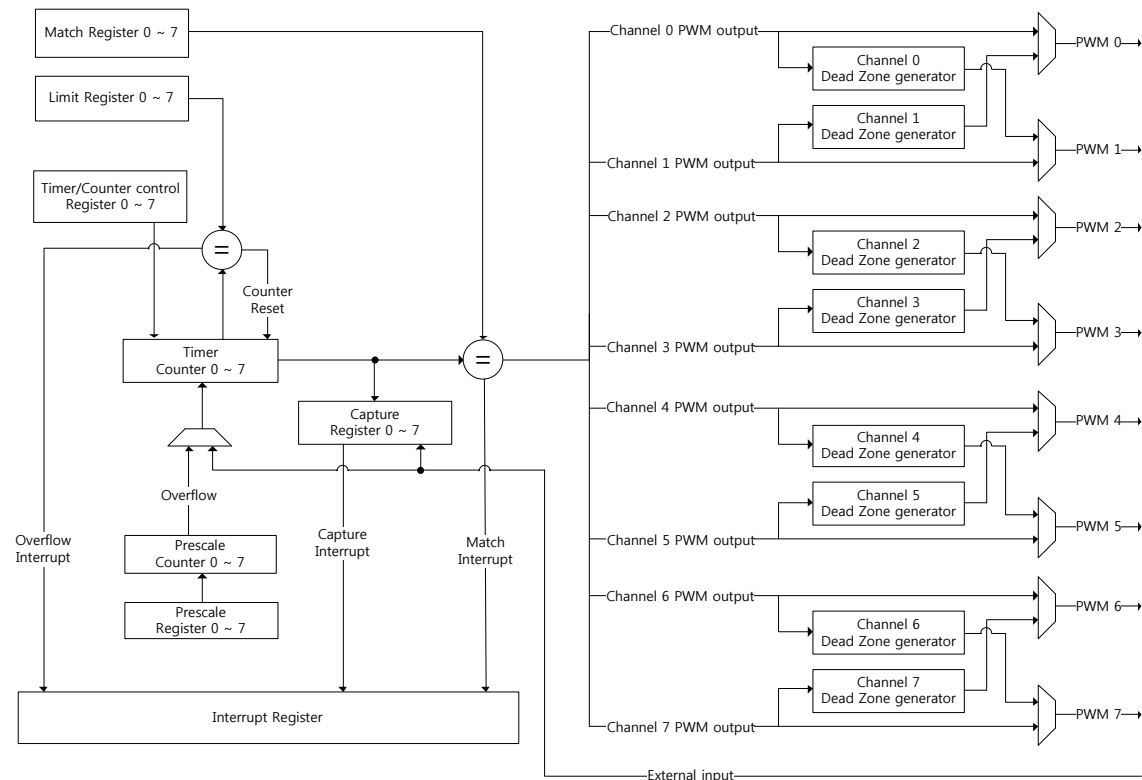 Match Register 0 ~ 7
Limit Register 0 ~ 7
Timer/Counter control
Register 0 ~ 7
=
Counter
Reset
Timer
Counter 0 ~ 7
=
Capture
Register 0 ~ 7
Overflow
Overflow
Interrupt
Prescale
Counter 0 ~ 7
Capture
Interrupt
Match
Interrupt
Prescale
Register 0 ~ 7
Interrupt Register
Channel 0 PWM output
Channel 0
Dead Zone generator
PWM 0
Channel 1
Dead Zone generator
Channel 1 PWM output
PWM 1
Channel 2 PWM output
Channel 2
Dead Zone generator
PWM 2
Channel 3
Dead Zone generator
Channel 3 PWM output
PWM 3
Channel 4 PWM output
Channel 4
Dead Zone generator
PWM 4
Channel 5
Dead Zone generator
Channel 5 PWM output
PWM 5
Channel 6 PWM output
Channel 6
Dead Zone generator
PWM 6
Channel 7
Dead Zone generator
Channel 7 PWM output
PWM 7
External input